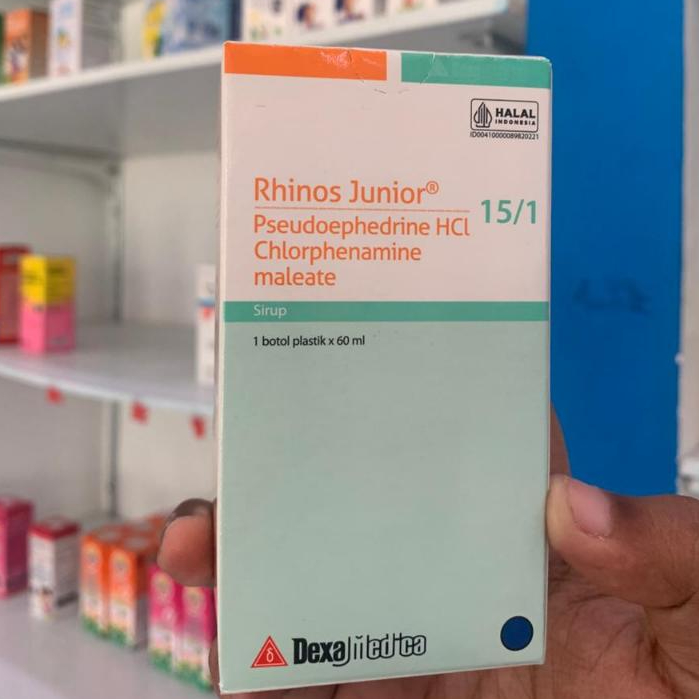 HALAL
INDONESIA
ID00410000089820221
Rhinos Junior®
15/1
Pseudoephedrine HCl
Chlorphenamine
maleate
Sirup
1 botol plastik x 60 ml
Dexa Medica